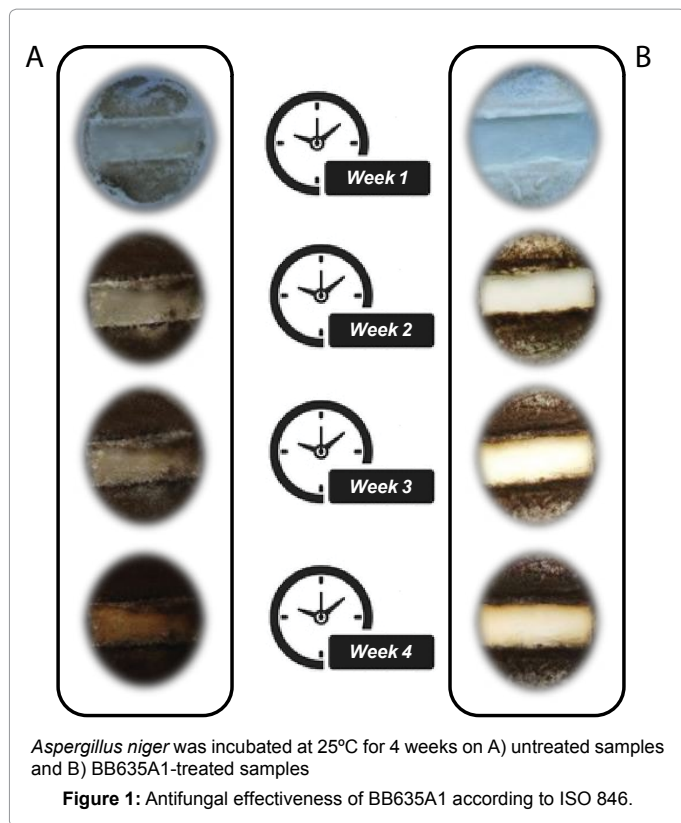 A
B
Week 1
Week 2
Week 3
Week 4
Aspergillus niger was incubated at 25ºC for 4 weeks on A) untreated samples
and B) BB635A1-treated samples
Figure 1: Antifungal effectiveness of BB635A1 according to ISO 846.